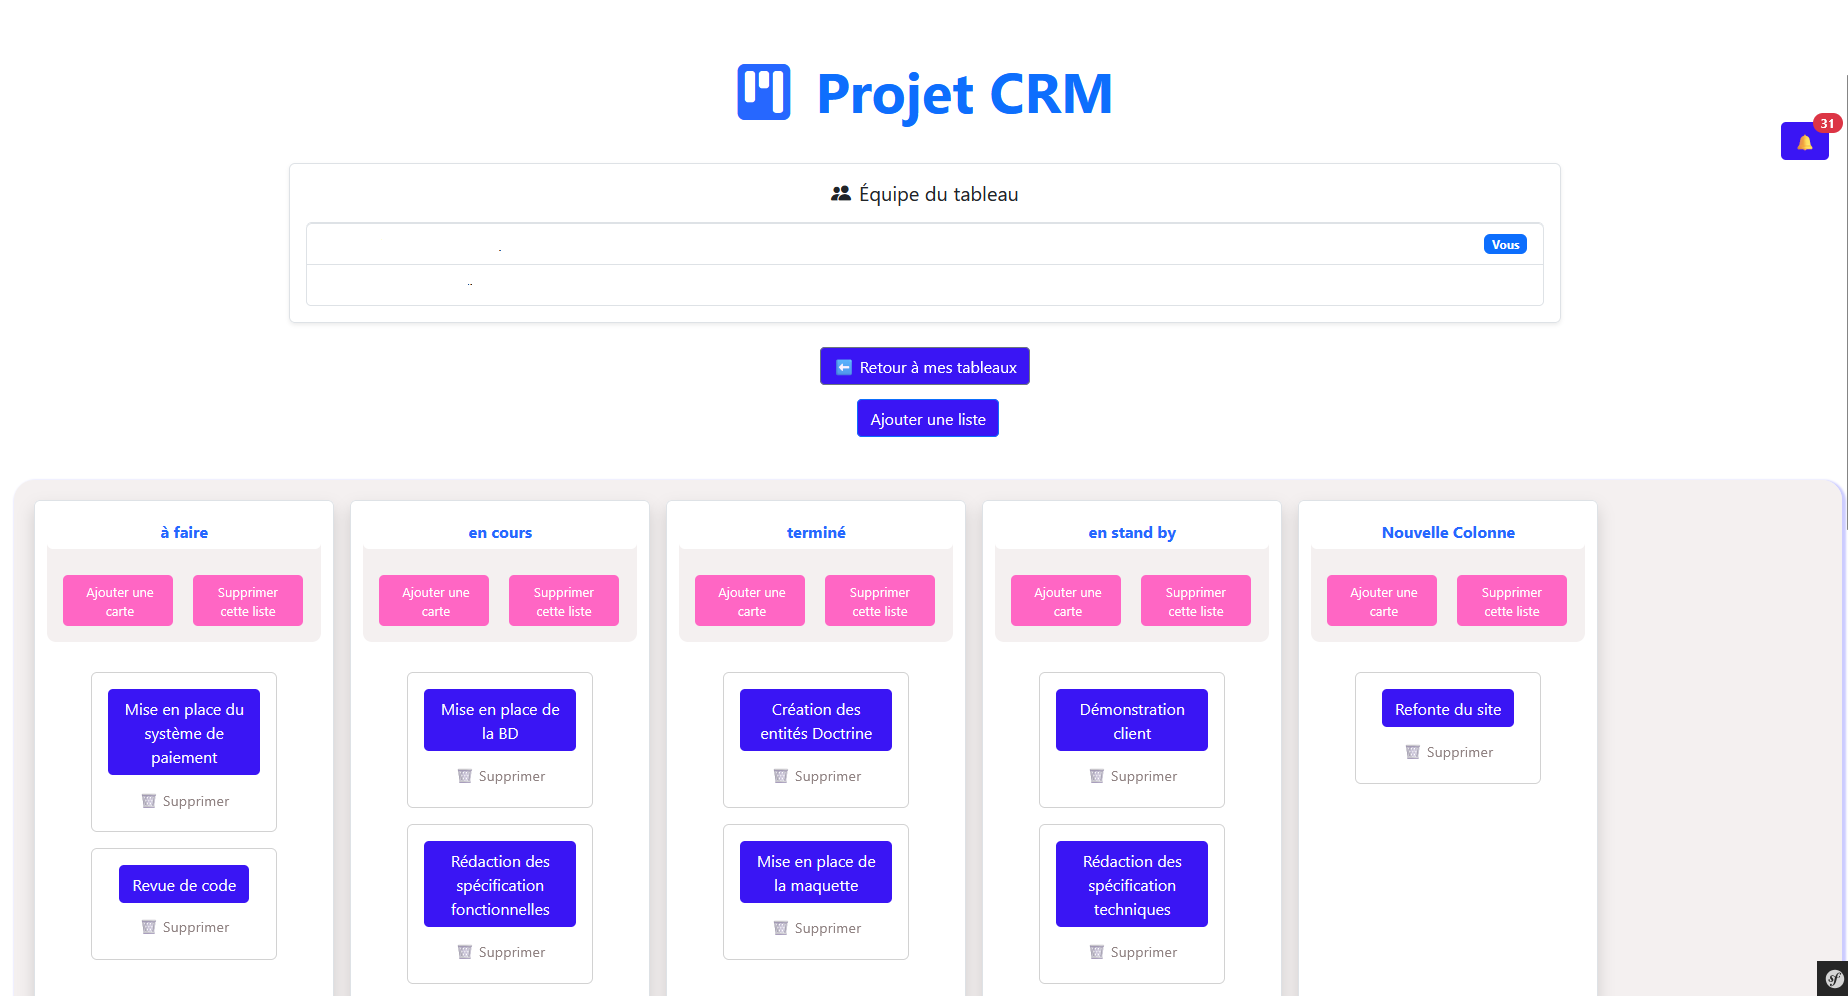 Projet CRM
31
Équipe du tableau
Vous
Retour à mes tableaux
Ajouter une liste
à faire
Ajouter une
carte
Supprimer
cette liste
Mise en place du
système de
paiement
Supprimer
Revue de code
Supprimer
en cours
Ajouter une
carte
Supprimer
cette liste
Mise en place de
la BD
Supprimer
Rédaction des
spécification
fonctionnelles
Supprimer
terminé
Ajouter une
carte
Supprimer
cette liste
Création des
entités Doctrine
Supprimer
Mise en place de
la maquette
Supprimer
en stand by
Ajouter une
carte
Supprimer
cette liste
Démonstration
client
Supprimer
Rédaction des
spécification
techniques
Supprimer
Nouvelle Colonne
Ajouter une
carte
Supprimer
cette liste
Refonte du site
Supprimer
sf